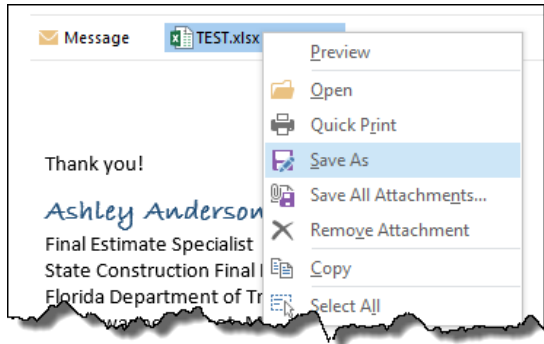 Message TEST.xlsx
Preview
Open
Quick Print
Save As
Save All Attachments...
Remove Attachment
Copy
Select All
Thank you!
Ashley Anderson
Final Estimate Specialist
State Construction Final
Florida Department of